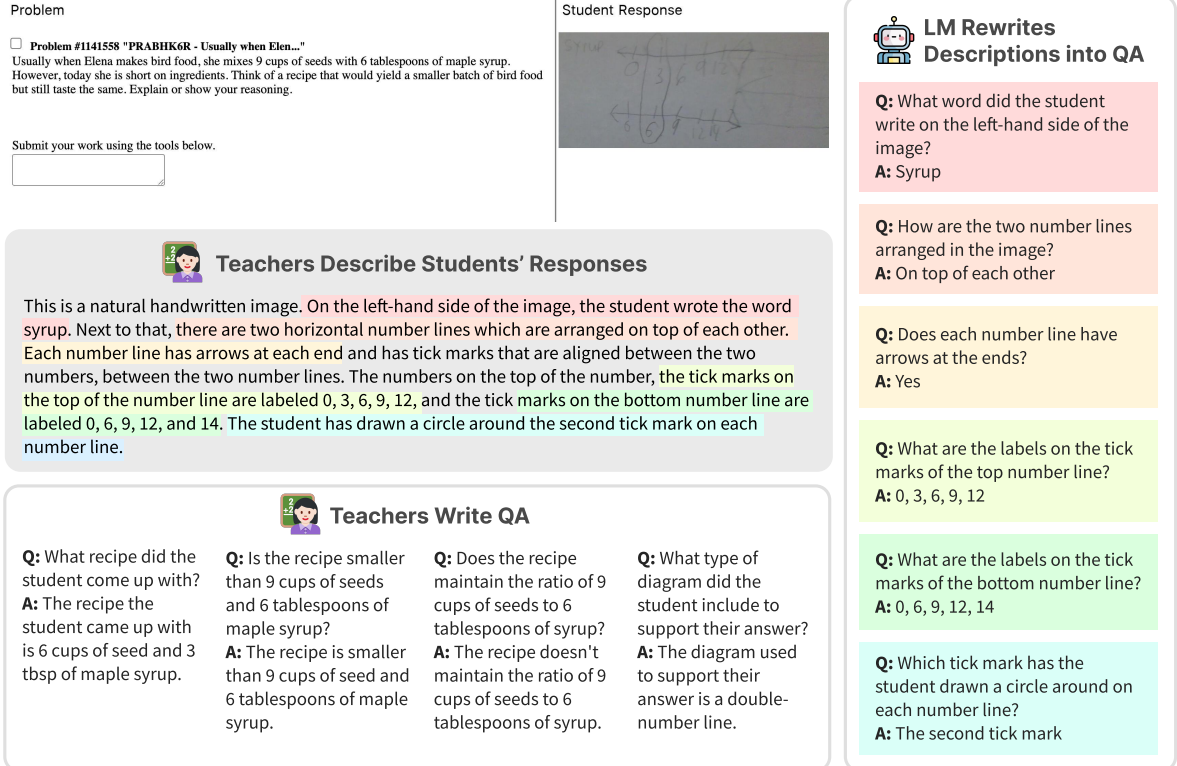 Problem
Problem #1141558 "PRABHK6R - Usually when Elen..."
Usually when Elena makes bird food, she mixes 9 cups of seeds with 6 tablespoons of maple syrup.
However, today she is short on ingredients. Think of a recipe that would yield a smaller batch of bird food
but still taste the same. Explain or show your reasoning.
Submit your work using the tools below.
Student Response
SYRUP
0 3 6 9 12
6 9 12 14
Teachers Describe Students’ Responses
This is a natural handwritten image. On the left-hand side of the image, the student wrote the word
syrup. Next to that, there are two horizontal number lines which are arranged on top of each other.
Each number line has arrows at each end and has tick marks that are aligned between the two
numbers, between the two number lines. The numbers on the top of the number, the tick marks on
the top of the number line are labeled 0, 3, 6, 9, 12, and the tick marks on the bottom number line are
labeled 0, 6, 9, 12, and 14. The student has drawn a circle around the second tick mark on each
number line.
Teachers Write QA
Q: What recipe did the
student come up with?
A: The recipe the
student came up with
is 6 cups of seed and 3
tbsp of maple syrup.
Q: Is the recipe smaller
than 9 cups of seeds
and 6 tablespoons of
maple syrup?
A: The recipe is smaller
than 9 cups of seed and
6 tablespoons of maple
syrup.
Q: Does the recipe
maintain the ratio of 9
cups of seeds to 6
tablespoons of syrup?
A: The recipe doesn't
maintain the ratio of 9
cups of seeds to 6
tablespoons of syrup.
Q: What type of
diagram did the
student include to
support their answer?
A: The diagram used
to support their
answer is a double-
number line.
LM Rewrites
Descriptions into QA
Q: What word did the student
write on the left-hand side of the
image?
A: Syrup
Q: How are the two number lines
arranged in the image?
A: On top of each other
Q: Does each number line have
arrows at the ends?
A: Yes
Q: What are the labels on the tick
marks of the top number line?
A: 0, 3, 6, 9, 12
Q: What are the labels on the tick
marks of the bottom number line?
A: 0, 6, 9, 12, 14
Q: Which tick mark has the
student drawn a circle around on
each number line?
A: The second tick mark